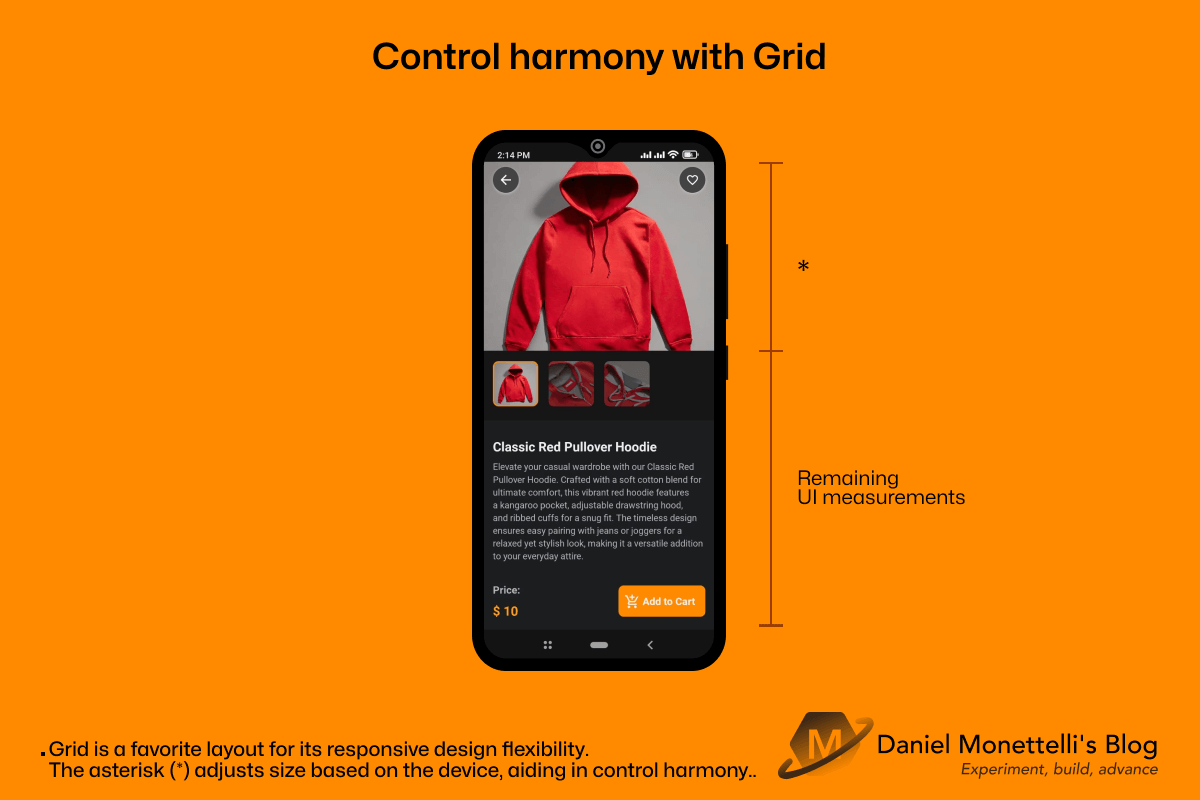 Control harmony with Grid
2:14 PM
*
Classic Red Pullover Hoodie
Elevate your casual wardrobe with our Classic Red
Pullover Hoodie. Crafted with a soft cotton blend for
ultimate comfort, this vibrant red hoodie features
a kangaroo pocket, adjustable drawstring hood,
and ribbed cuffs for a snug fit. The timeless design
ensures easy pairing with jeans or joggers for a
relaxed yet stylish look, making it a versatile addition
to your everyday attire.
Price:
$ 10
Add to Cart
Remaining
UI measurements
. Grid is a favorite layout for its responsive design flexibility.
The asterisk (*) adjusts size based on the device, aiding in control harmony..
M
Daniel Monettelli's Blog
Experiment, build, advance